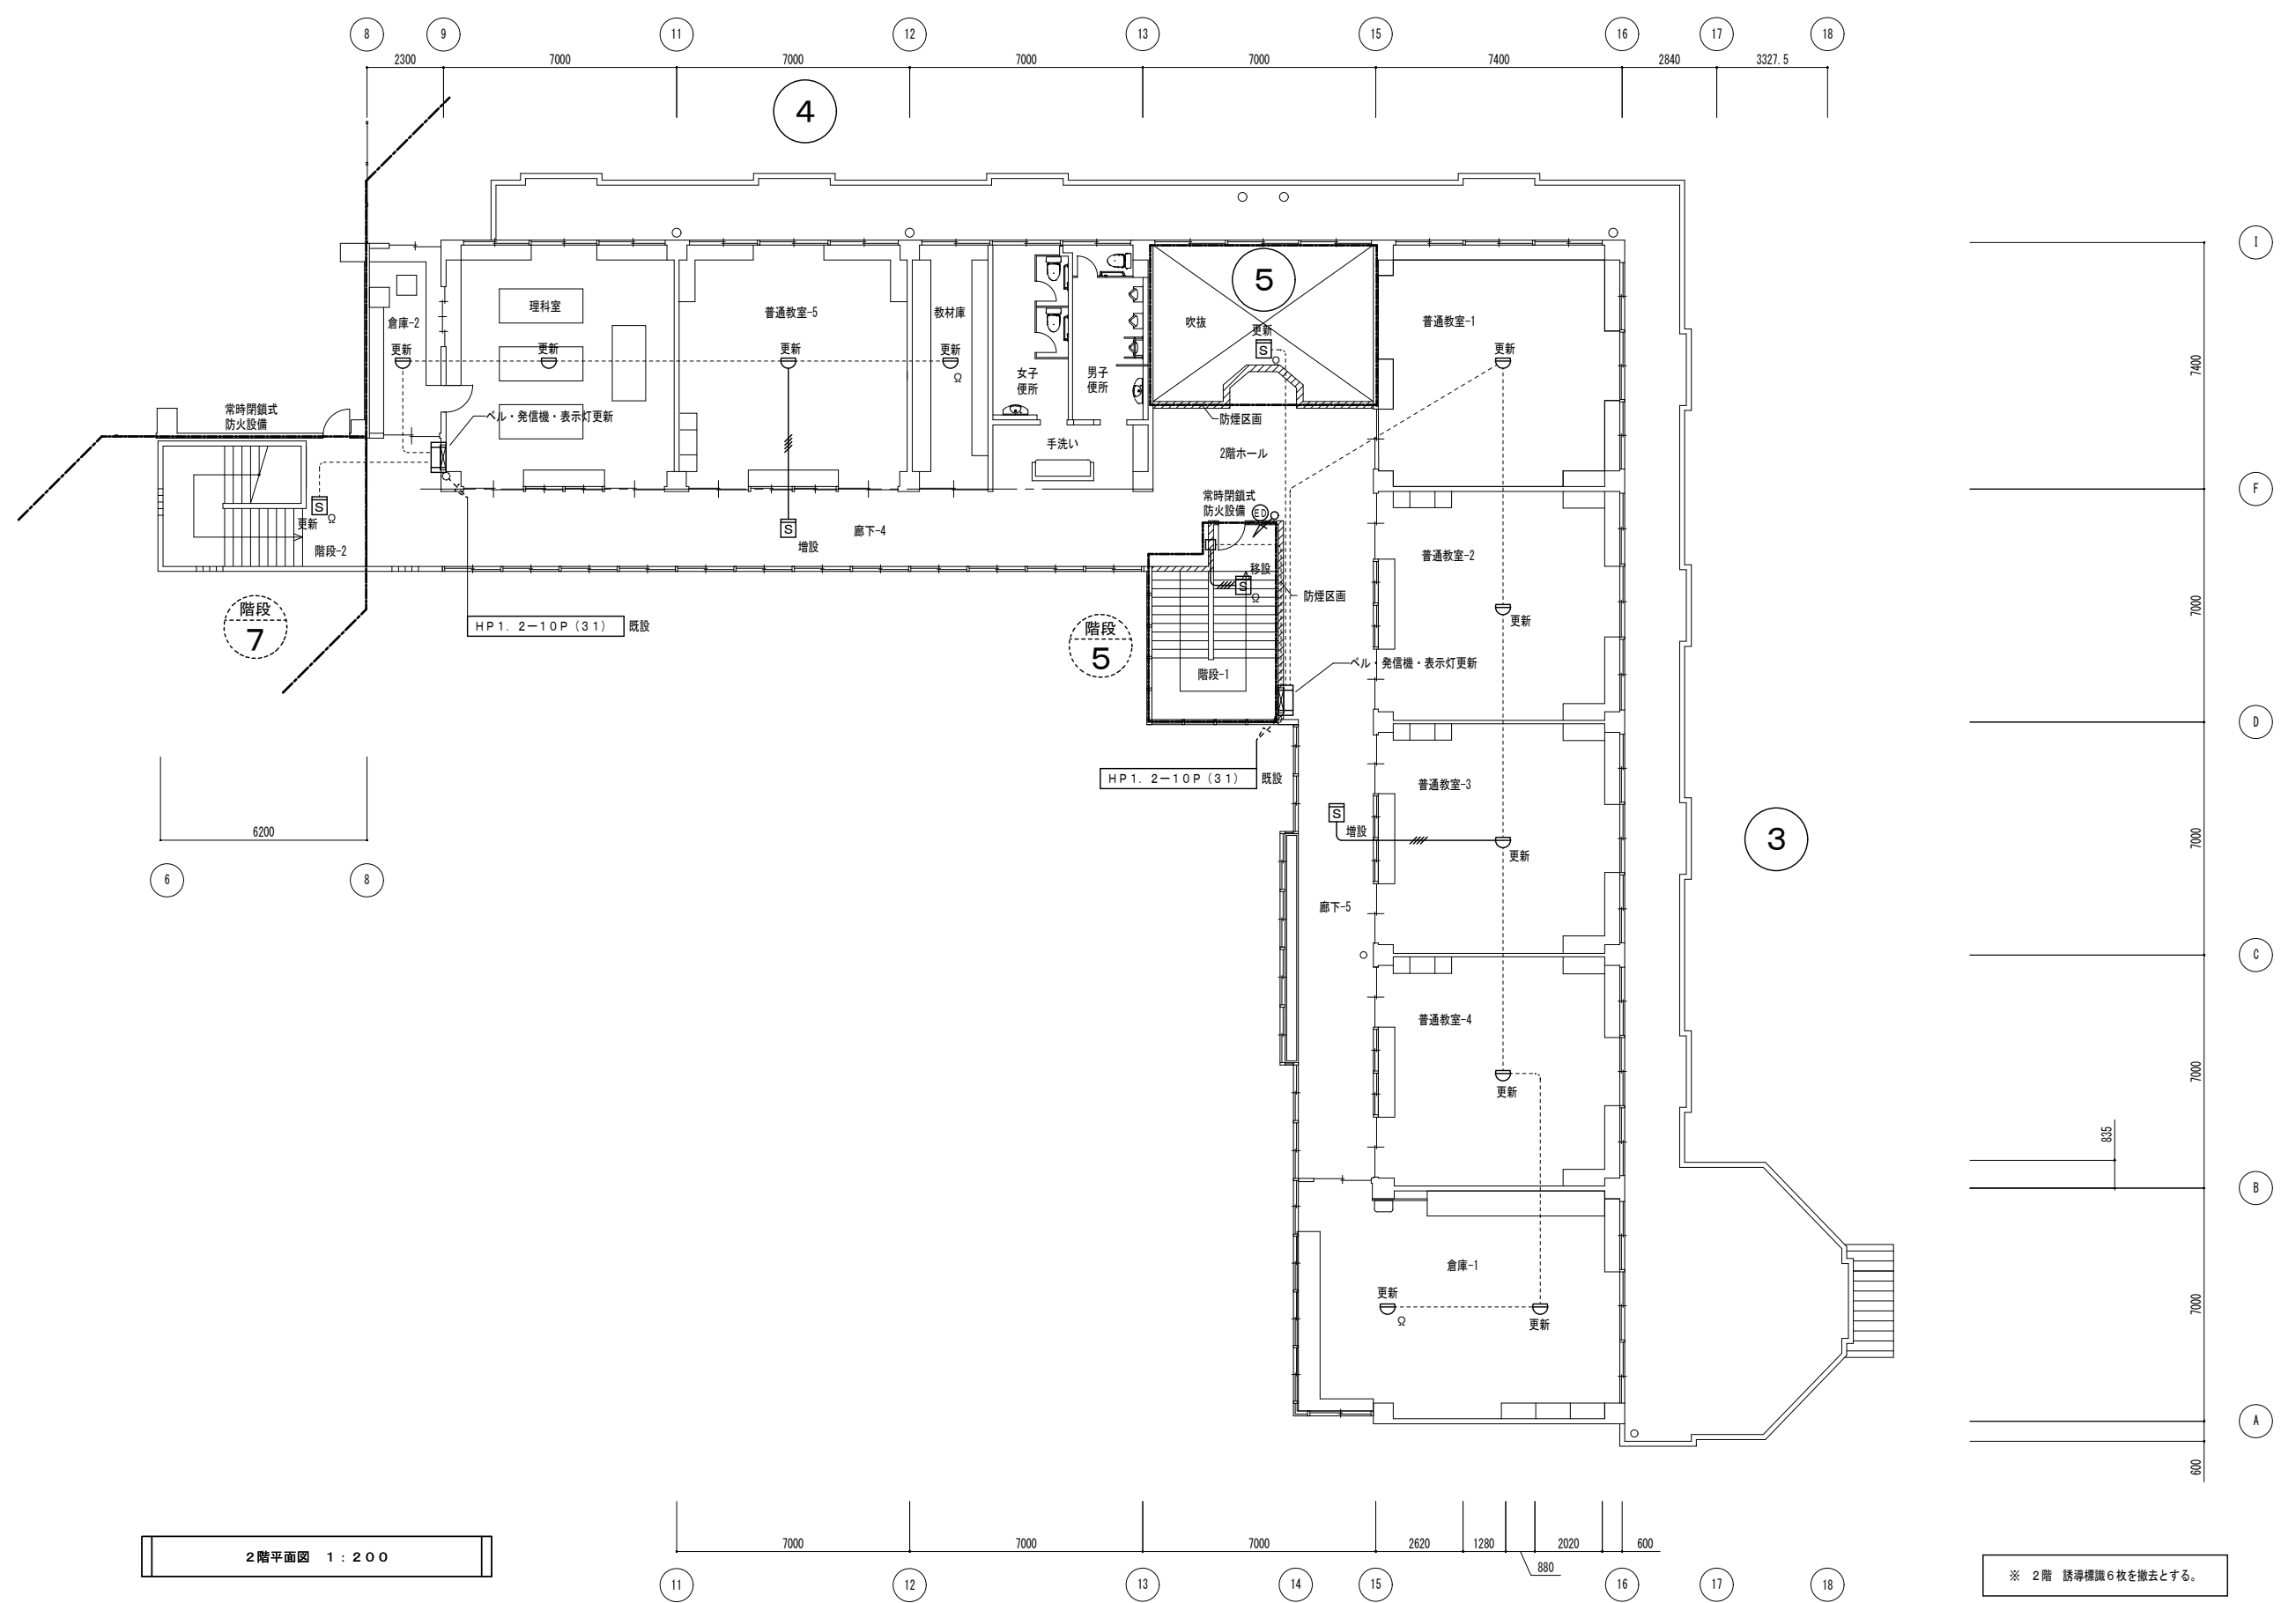 8
9
11
12
13
15
16
17
18
2300
7000
7000
7000
7000
7400
2840
3327.5
4
I
5
理科室
普通教室-5
教材庫
吹抜
更新
普通教室-1
倉庫-2
更新
更新
更新
更新
更新
Ω
Ω
7400
女子
便所
男子
便所
常時閉鎖式
防火設備
ベル・発信機・表示灯更新
防煙区画
手洗い
2階ホール
F
常時閉鎖式
防火設備
ED
S
S
更新
Ω
S
増設
廊下-4
階段-2
普通教室-2
移設
S
Ω
防煙区画
更新
7000
階段
7
HP1.2-10P(31)
既設
階段
5
階段-1
ベル・発信機・表示灯更新
D
HP1.2-10P(31)
既設
普通教室-3
S
増設
更新
3
7000
6200
6
8
廊下-5
C
普通教室-4
更新
7000
835
B
倉庫-1
更新
Ω
更新
7000
A
600
7000
7000
7000
2620
1280
880
2020
600
11
12
13
14
15
16
17
18
2階平面図 1:200
※ 2階 誘導標識6枚を撤去とする。